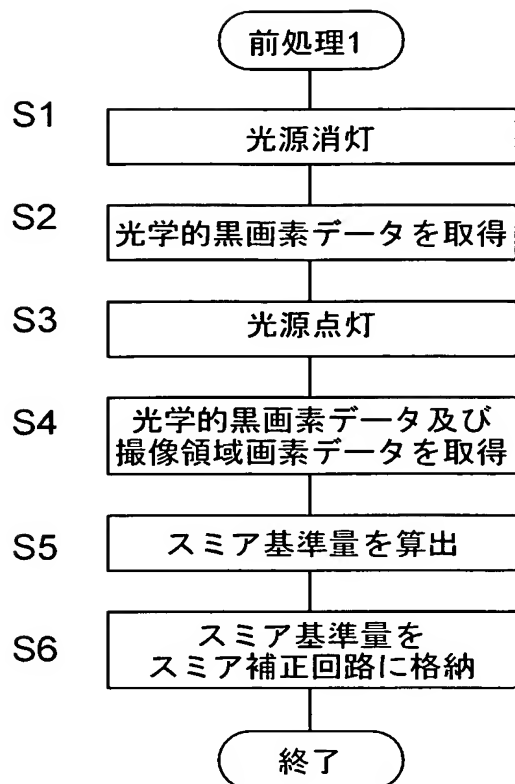 前処理1
S1
光源消灯
S2
光学的黒画素データを取得
S3
光源点灯
S4
光学的黒画素データ及び
撮像領域画素データを取得
S5
スミア基準量を算出
S6
スミア基準量を
スミア補正回路に格納
終了